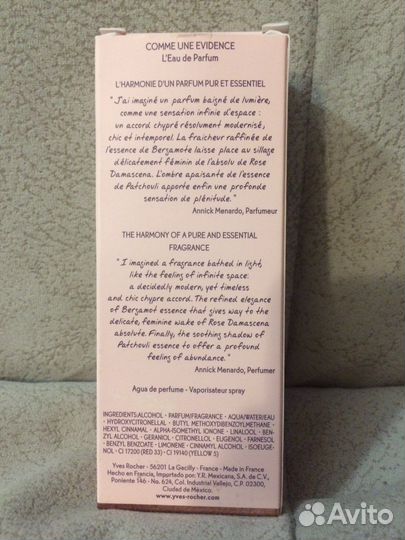 COMME UNE EVIDENCE
L'Eau de Parfum
L'HARMONIE D'UN PARFUM PUR ET ESSENTIEL
"J'ai imaginé un parfum baigné de lumière,
comme une sensation infinie d'espace :
un accord chypré résolument modernisé,
chic et intemporel. La fraicheur raffinée de
l'essence de Bergamote laisse place au sillage
délicatement féminin de l'absolu de Rose
Damascena. L'ombre apaisante de l'essence
de Patchouli apporte enfin une profonde
sensation de plénitude."
Annick Menardo, Parfumeur
THE HARMONY OF A PURE AND ESSENTIAL
FRAGRANCE
"I imagined a fragrance bathed in light,
like the feeling of infinite space:
a decidedly modern, yet timeless
and chic chypre accord. The refined elegance
of Bergamot essence that gives way to the
delicate, feminine wake of Rose Damascena
absolute. Finally, the soothing shadow of
Patchouli essence to offer a profound
feeling of abundance."
Annick Menardo, Perfumer
Agua de perfume - Vaporisateur spray
INGREDIENTS:ALCOHOL - PARFUM/FRAGRANCE - AQUA/WATER/EAU
- HYDROXYCITRONELLAL - BUTYL METHOXYDIBENZOYLMETHANE -
HEXYL CINNAMAL - ALPHA-ISOMETHYL IONONE - LINALOOL - BEN-
ZYL ALCOHOL - GERANIOL - CITRONELLOL - EUGENOL - FARNESOL
- BENZYL BENZOATE - LIMONENE - CINNAMYL ALCOHOL - ISOEUGE-
NOL - CI 17200 (RED 33) - CI 19140 (YELLOW 5)
Yves Rocher - 56201 La Gacilly - France - Made in France
Hecho en Francia, Importado por: Y.R. Mexicana, S.A. de C.V.,
Poniente 146 - No. 624, Col. Industrial Vallejo, C.P. 02300,
Ciudad de México.
www.yves-rocher.com
Avito